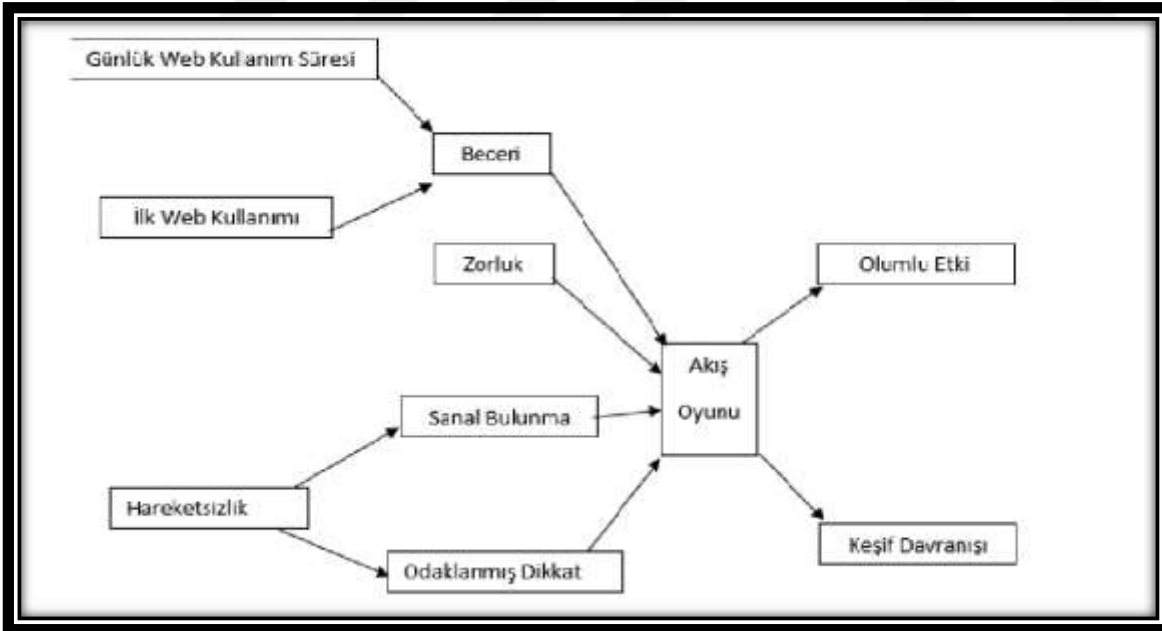 Günlük Web Kullanım Süresi
Beceri
İlk Web Kullanımı
Zorluk
Olumlu Etki
Akış
Oyunu
Sanal Bulunma
Hareketsizlik
Keşif Davranışı
Odaklanmış Dikkat